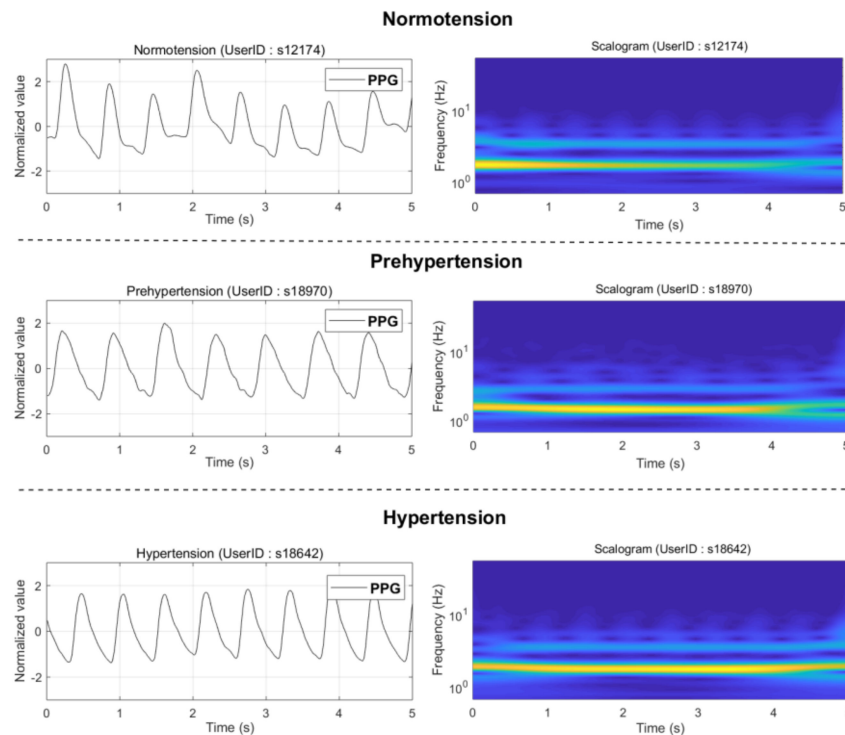 Normotension
Normotension (UserID : s12174)
Normalized value
2
0
-2
PPG
0 1 2 3 4 5
Time (s)
Scalogram (UserID : s12174)
Frequency (Hz)
10¹
10⁰
0 1 2 3 4 5
Time (s)
Prehypertension
Prehypertension (UserID : s18970)
Normalized value
2
0
-2
PPG
0 1 2 3 4 5
Time (s)
Scalogram (UserID : s18970)
Frequency (Hz)
10¹
10⁰
0 1 2 3 4 5
Time (s)
Hypertension
Hypertension (UserID : s18642)
Normalized value
2
0
-2
PPG
0 1 2 3 4 5
Time (s)
Scalogram (UserID : s18642)
Frequency (Hz)
10¹
10⁰
0 1 2 3 4 5
Time (s)